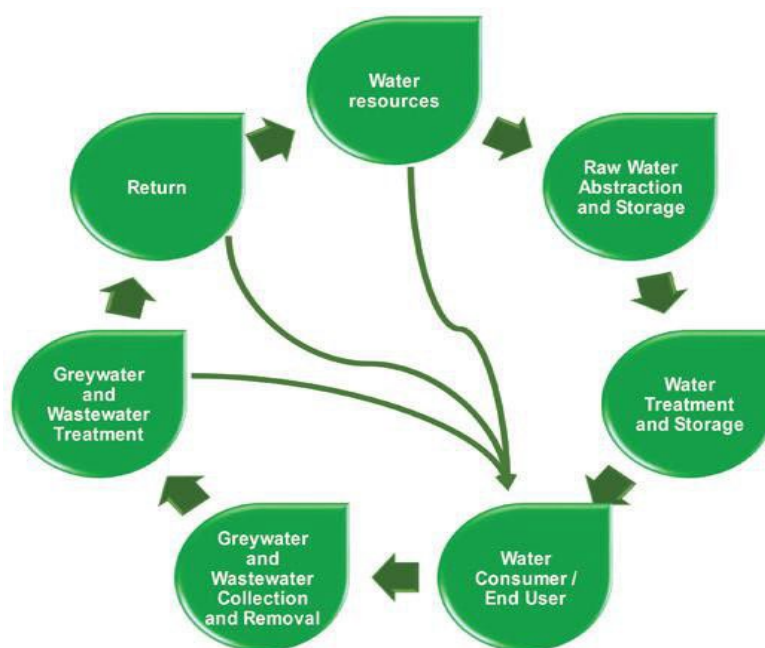 Water
resources
Raw Water
Abstraction
and Storage
Water
Treatment
and Storage
Water
Consumer /
End User
Greywater
and
Wastewater
Collection
and Removal
Greywater
and
Wastewater
Treatment
Return